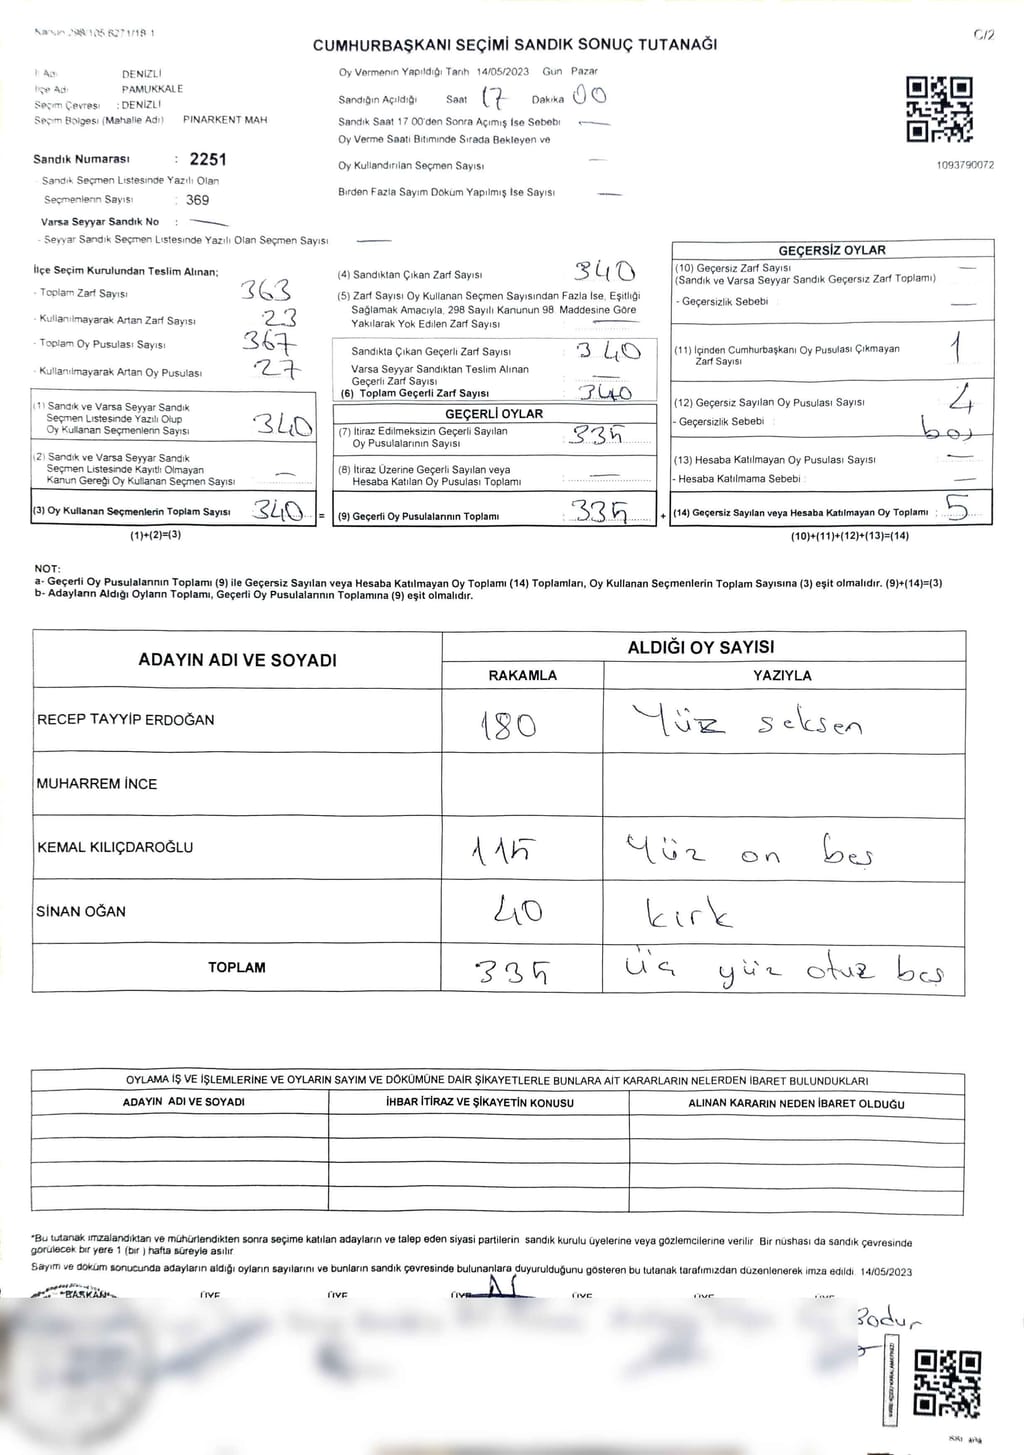 C/2
CUMHURBAŞKANI SEÇİMİ SANDIK SONUÇ TUTANAĞI
İl Adı DENİZLİ
İlçe Adı PAMUKKALE
Seçim Çevresi : DENİZLİ
Seçim Bölgesi (Mahalle Adı) PINARKENT MAH
Oy Vermenin Yapıldığı Tarih 14/05/2023 Gün Pazar
Sandığın Açıldığı Saat 17 Dakika 00
Sandık Saat 17 00'den Sonra Açımış İse Sebebi
Oy Verme Saati Bitiminde Sırada Bekleyen ve
Oy Kullandırılan Seçmen Sayısı
Birden Fazla Sayım Döküm Yapılmış İse Sayısı
1093790072
Sandık Numarası : 2251
- Sandık Seçmen Listesinde Yazılı Olan
Seçmenlerin Sayısı : 369
Varsa Seyyar Sandık No :
- Seyyar Sandık Seçmen Listesinde Yazılı Olan Seçmen Sayısı
İlçe Seçim Kurulundan Teslim Alınan;
- Toplam Zarf Sayısı 363
- Kullanılmayarak Artan Zarf Sayısı 23
- Toplam Oy Pusulası Sayısı 367
- Kullanılmayarak Artan Oy Pusulası 27
(1) Sandık ve Varsa Seyyar Sandık
Seçmen Listesinde Yazılı Olup
Oy Kullanan Seçmenlerin Sayısı 340
(2) Sandık ve Varsa Seyyar Sandık
Seçmen Listesinde Kayıtlı Olmayan
Kanun Gereği Oy Kullanan Seçmen Sayısı
(3) Oy Kullanan Seçmenlerin Toplam Sayısı 340 =
(1)+(2)=(3)
(4) Sandıktan Çıkan Zarf Sayısı 340
(5) Zarf Sayısı Oy Kullanan Seçmen Sayısından Fazla İse, Eşitliği
Sağlamak Amacıyla, 298 Sayılı Kanunun 98. Maddesine Göre
Yakılarak Yok Edilen Zarf Sayısı
Sandıkta Çıkan Geçerli Zarf Sayısı : 340
Varsa Seyyar Sandıktan Teslim Alınan
Geçerli Zarf Sayısı
(6) Toplam Geçerli Zarf Sayısı : 340
GEÇERLİ OYLAR
(7) İtiraz Edilmeksizin Geçerli Sayılan
Oy Pusulalarının Sayısı : 335
(8) İtiraz Üzerine Geçerli Sayılan veya
Hesaba Katılan Oy Pusulası Toplamı :
(9) Geçerli Oy Pusulalarının Toplamı : 335 +
GEÇERSİZ OYLAR
(10) Geçersiz Zarf Sayısı
(Sandık ve Varsa Seyyar Sandık Geçersiz Zarf Toplamı)
- Geçersizlik Sebebi
(11) İçinden Cumhurbaşkanı Oy Pusulası Çıkmayan
Zarf Sayısı 1
(12) Geçersiz Sayılan Oy Pusulası Sayısı 4
- Geçersizlik Sebebi : boş
(13) Hesaba Katılmayan Oy Pusulası Sayısı :
- Hesaba Katılmama Sebebi :
(14) Geçersiz Sayılan veya Hesaba Katılmayan Oy Toplamı : 5
(10)+(11)+(12)+(13)=(14)
NOT:
a- Geçerli Oy Pusulalarının Toplamı (9) ile Geçersiz Sayılan veya Hesaba Katılmayan Oy Toplamı (14) Toplamları, Oy Kullanan Seçmenlerin Toplam Sayısına (3) eşit olmalıdır. (9)+(14)=(3)
b- Adayların Aldığı Oyların Toplamı, Geçerli Oy Pusulalarının Toplamına (9) eşit olmalıdır.
ADAYIN ADI VE SOYADI
ALDIĞI OY SAYISI
RAKAMLA YAZIYLA
RECEP TAYYİP ERDOĞAN 180 Yüz seksen
MUHARREM İNCE
KEMAL KILIÇDAROĞLU 115 Yüz on beş
SİNAN OĞAN 40 kırk
TOPLAM 335 üç yüz otuz beş
OYLAMA İŞ VE İŞLEMLERİNE VE OYLARIN SAYIM VE DÖKÜMÜNE DAİR ŞİKAYETLERLE BUNLARA AİT KARARLARIN NELERDEN İBARET BULUNDUKLARI
ADAYIN ADI VE SOYADI İHBAR İTİRAZ VE ŞİKAYETİN KONUSU ALINAN KARARIN NEDEN İBARET OLDUĞU
*Bu tutanak imzalandıktan ve mühürlendikten sonra seçime katılan adayların ve talep eden siyasi partilerin sandık kurulu üyelerine veya gözlemcilerine verilir Bir nüshası da sandık çevresinde
görülecek bir yere 1 (bir ) hafta süreyle asılır
Sayım ve döküm sonucunda adayların aldığı oyların sayılarını ve bunların sandık çevresinde bulunanlara duyurulduğunu gösteren bu tutanak tarafımızdan düzenlenerek imza edildi. 14/05/2023
BAŞKAN ÜYE ÜYE ÜYE ÜYE ÜYE
Bodur